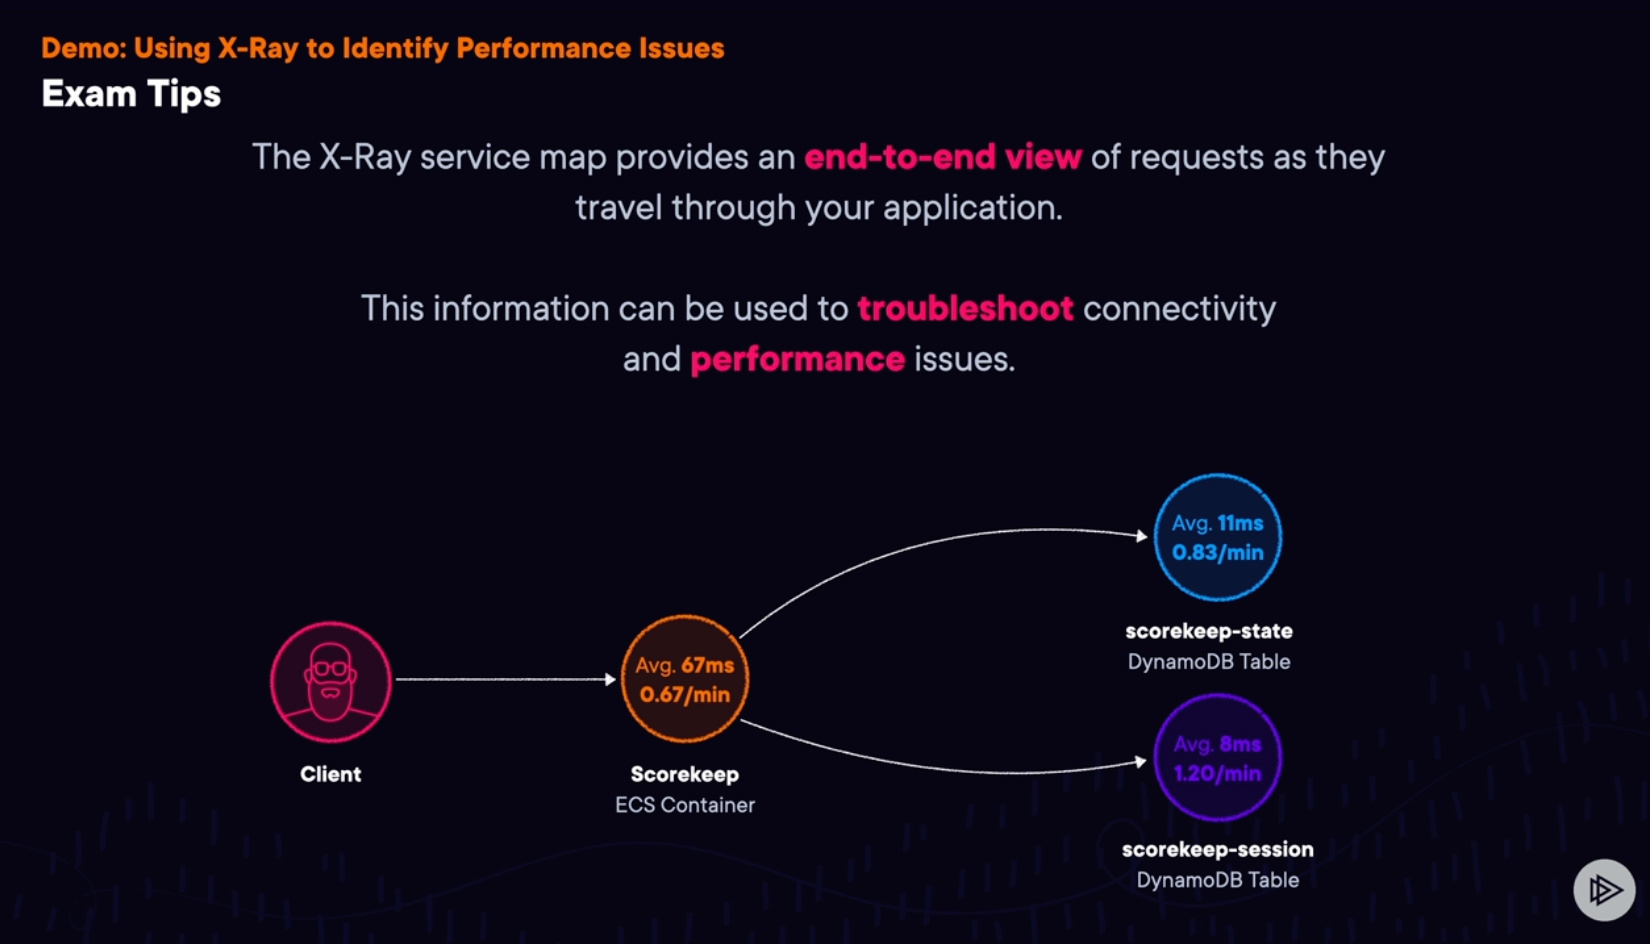 Demo: Using X-Ray to Identify Performance Issues
Exam Tips
The X-Ray service map provides an end-to-end view of requests as they
travel through your application.
This information can be used to troubleshoot connectivity
and performance issues.
Avg. 11ms
0.83/min
scorekeep-state
DynamoDB Table
Client
Avg. 67ms
0.67/min
Scorekeep
ECS Container
Avg. 8ms
1.20/min
scorekeep-session
DynamoDB Table